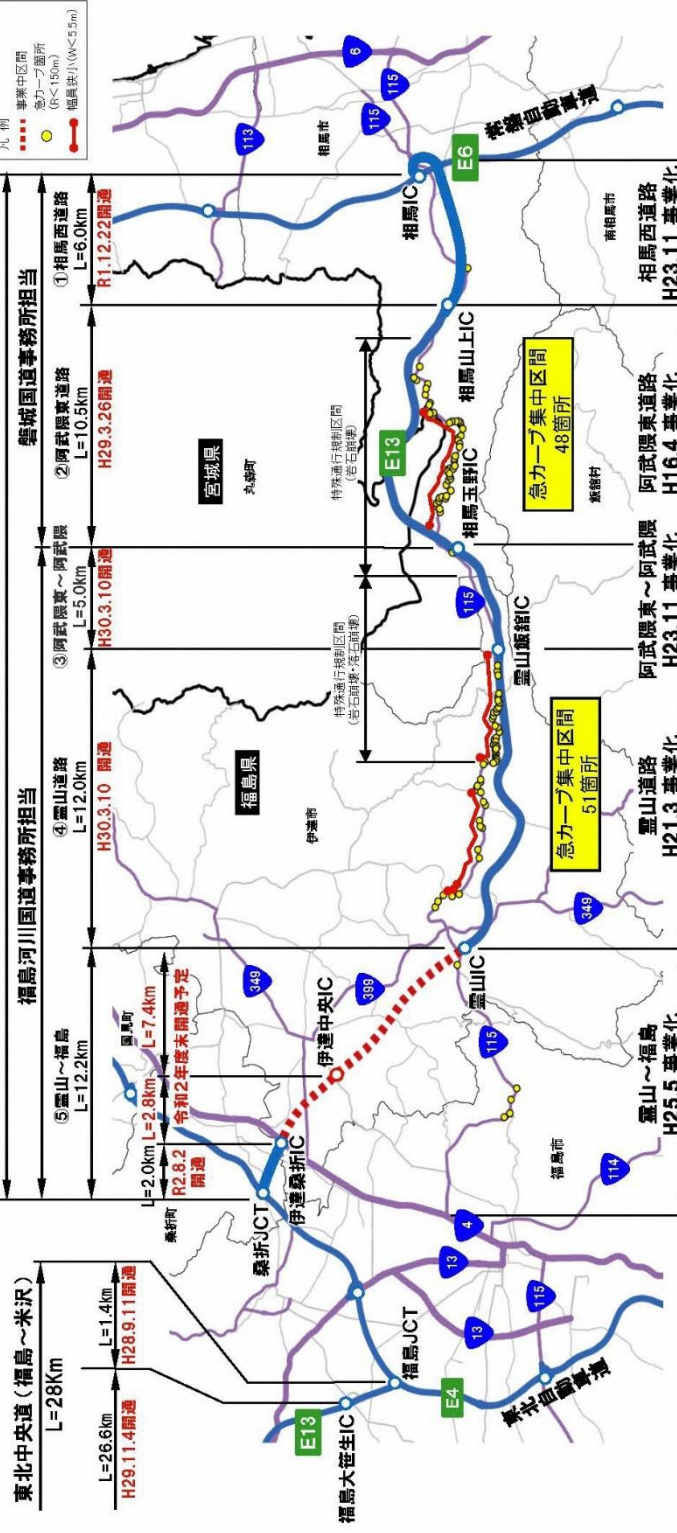 東北中央道(福島~米沢)
L=28Km
L=26.6km
H29.11.4開通
L=1.4km
H28.9.11開通
福島河川国道事務所担当
磐城国道事務所担当
⑤霊山~福島
L=12.2km
④霊山道路
L=12.0km
H30.3.10 開通
③阿武隈東~阿武隈
L=5.0km
H30.3.10開通
②阿武隈東道路
L=10.5km
H29.3.26開通
①相馬西道路
L=6.0km
R1.12.22開通
凡 例
事業中区間
急カーブ箇所
(R<150m)
幅員狭小(W<5.5m)
L=2.0km
R2.8.2
開通
L=2.8km
L=7.4km
令和2年度末開通予定
桑折町
国見町
福島県
伊達市
宮城県
丸森町
相馬市
特殊通行規制区間
(岩石崩壊・落石崩壊)
特殊通行規制区間
(岩石崩壊)
113
6
115
115
E6
常磐自動車道
相馬IC
相馬山上IC
E13
相馬玉野IC
115
霊山飯舘IC
霊山IC
349
399
伊達中央IC
伊達桑折IC
桑折JCT
福島JCT
福島大笹生IC
E13
E4
東北自動車道
13
13
4
115
114
115
349
福島市
飯舘村
南相馬市
急カーブ集中区間
51箇所
急カーブ集中区間
48箇所
霊山~福島
H25.5 事業化
霊山道路
H21.3 事業化
阿武隈東~阿武隈
H23.11 事業化
阿武隈東道路
H16.4 事業化
相馬西道路
H23.11 事業化